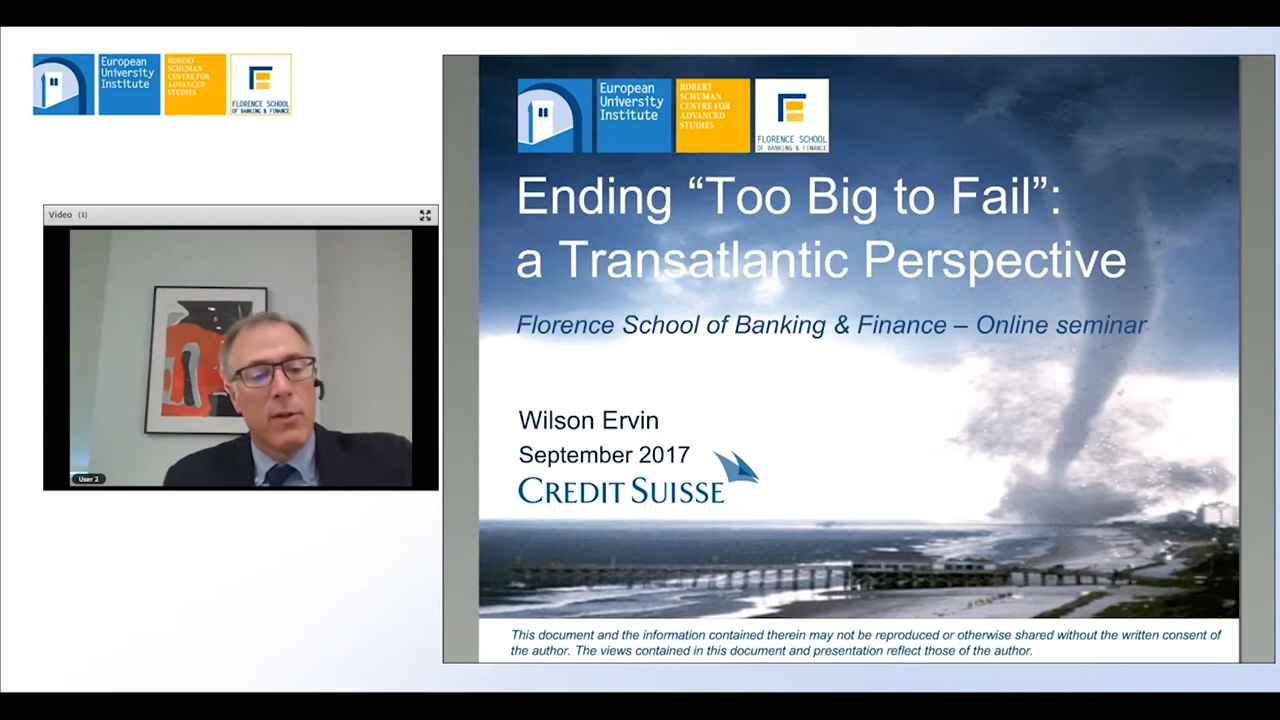 European
University
Institute
ROBERT
SCHUMAN
CENTRE FOR
ADVANCED
STUDIES
FLORENCE SCHOOL
OF BANKING & FINANCE
Video (1)
User 2
European
University
Institute
ROBERT
SCHUMAN
CENTRE FOR
ADVANCED
STUDIES
FLORENCE SCHOOL
OF BANKING & FINANCE
Ending “Too Big to Fail”:
a Transatlantic Perspective
Florence School of Banking & Finance – Online seminar
Wilson Ervin
September 2017
CREDIT SUISSE
This document and the information contained therein may not be reproduced or otherwise shared without the written consent of
the author. The views contained in this document and presentation reflect those of the author.